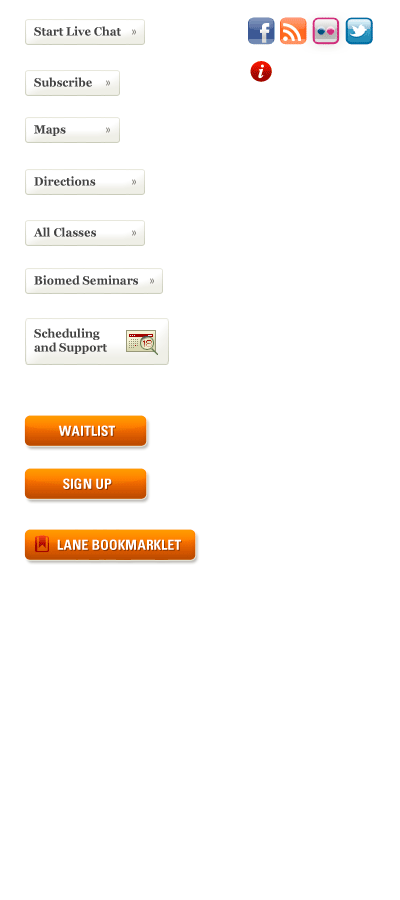 Start Live Chat »
Subscribe »
Maps »
Directions »
All Classes »
Biomed Seminars »
Scheduling
and Support
WAITLIST
SIGN UP
LANE BOOKMARKLET
f
i